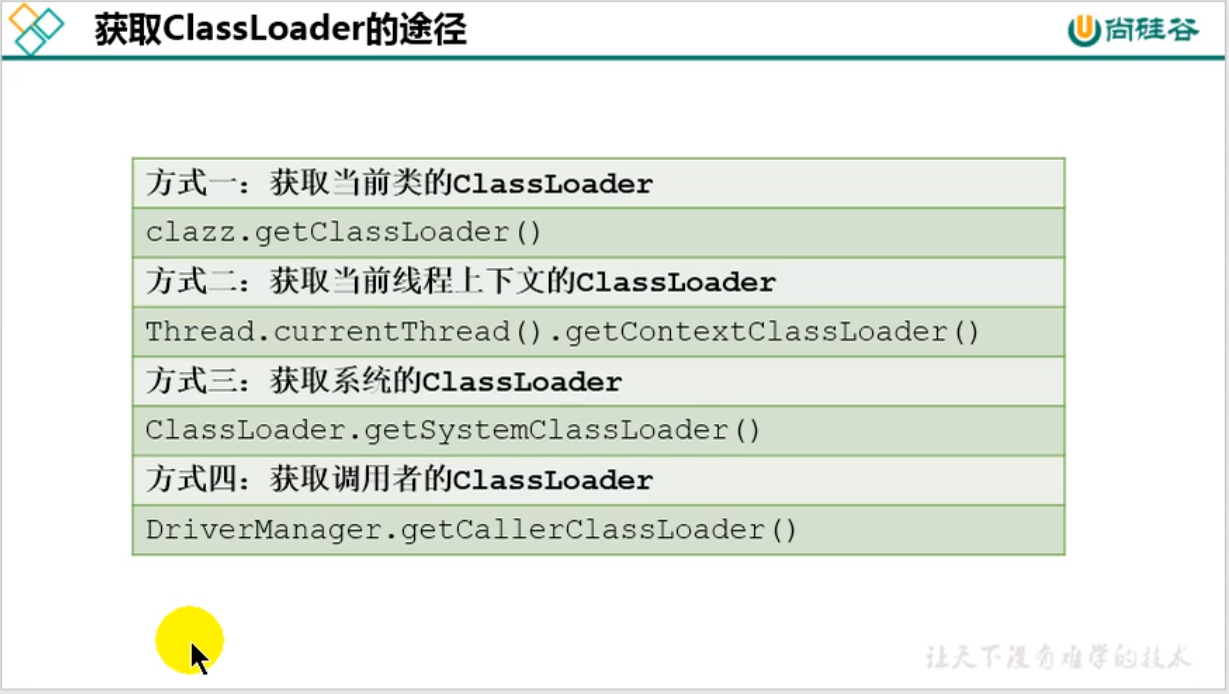 获取ClassLoader的途径
尚硅谷
方式一：获取当前类的ClassLoader
clazz.getClassLoader()
方式二：获取当前线程上下文的ClassLoader
Thread.currentThread().getContextClassLoader()
方式三：获取系统的ClassLoader
ClassLoader.getSystemClassLoader()
方式四：获取调用者的ClassLoader
DriverManager.getCallerClassLoader()
让天下没有难学的技术